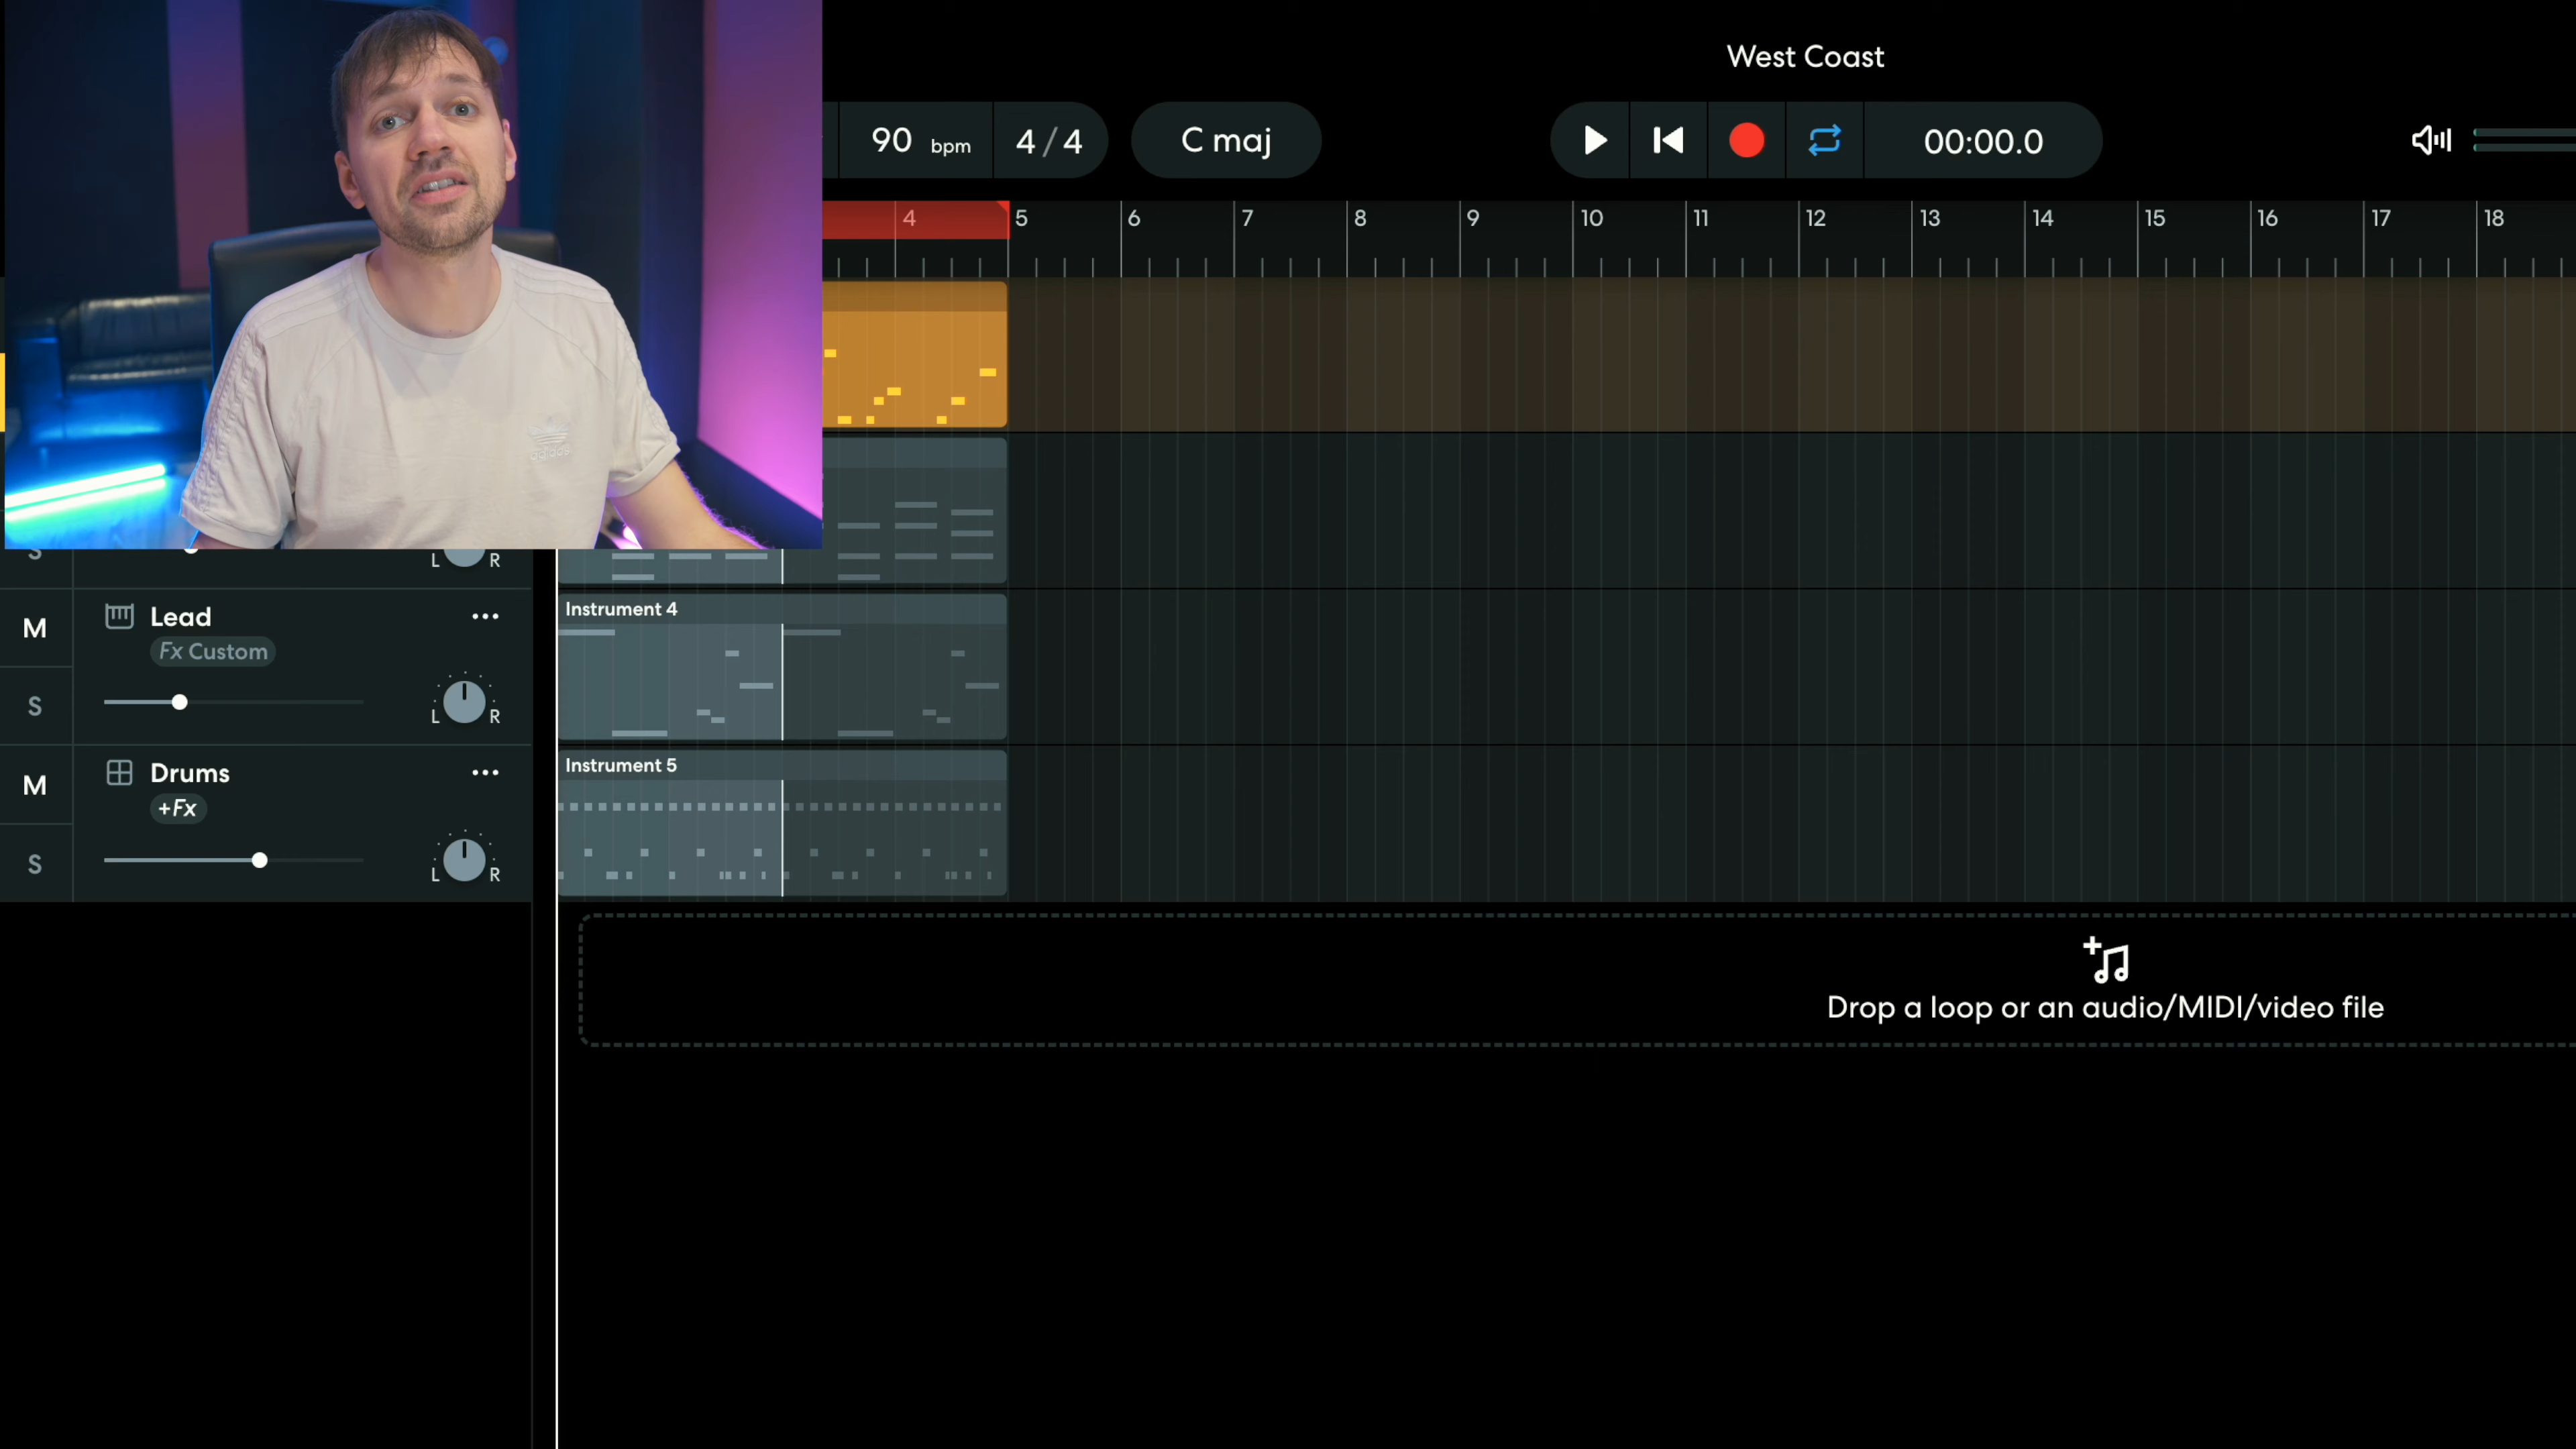 West Coast
90 bpm
4/4
C maj
00:00.0
4 5 6 7 8 9 10 11 12 13 14 15 16 17 18
adidas
S
L R
M
Lead
Fx Custom
S
L R
Instrument 4
M
Drums
+Fx
S
L R
Instrument 5
Drop a loop or an audio/MIDI/video file